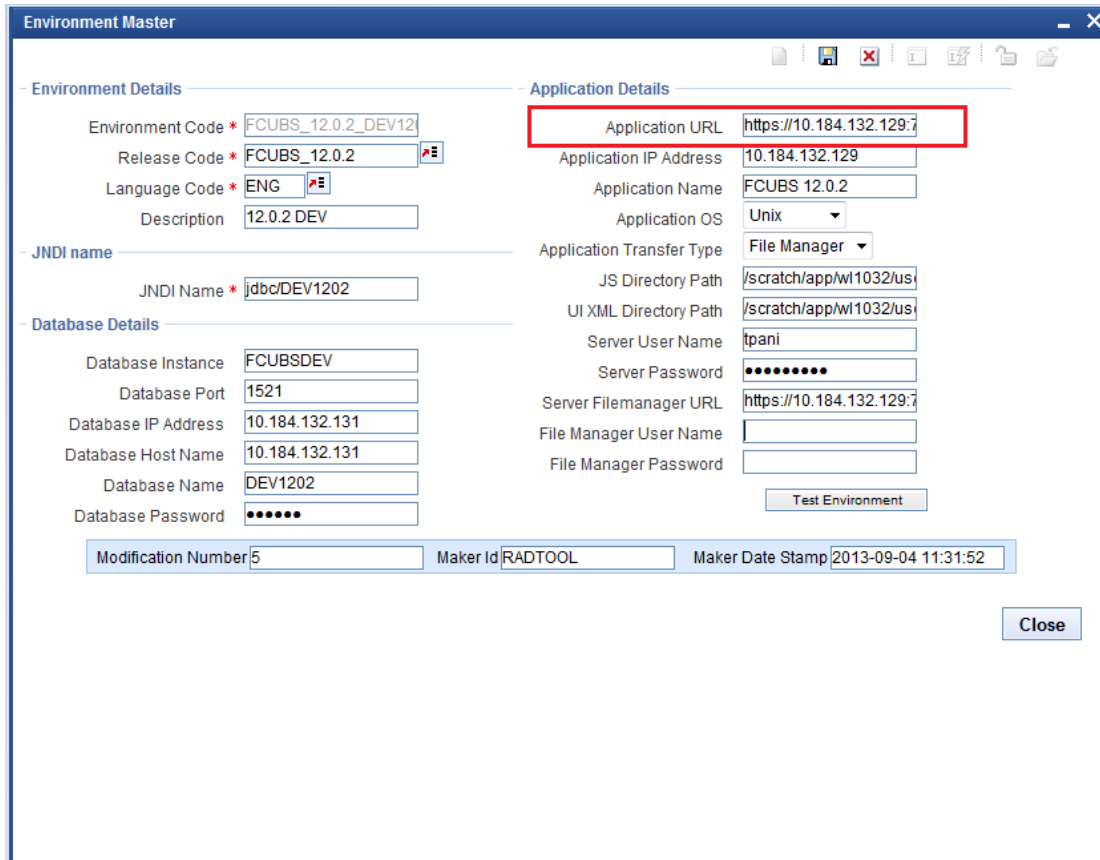 Environment Master
Environment Details
Environment Code * FCUBS_12.0.2_DEV12
Release Code * FCUBS_12.0.2
Language Code * ENG
Description 12.0.2 DEV
JNDI name
JNDI Name * jdbc/DEV1202
Database Details
Database Instance FCUBSDEV
Database Port 1521
Database IP Address 10.184.132.131
Database Host Name 10.184.132.131
Database Name DEV1202
Database Password ●●●●●●
Application Details
Application URL https://10.184.132.129:7
Application IP Address 10.184.132.129
Application Name FCUBS 12.0.2
Application OS Unix
Application Transfer Type File Manager
JS Directory Path /scratch/app/wl1032/use
UI XML Directory Path /scratch/app/wl1032/use
Server User Name tpani
Server Password ●●●●●●●●●
Server Filemanager URL https://10.184.132.129:7
File Manager User Name
File Manager Password
Test Environment
Modification Number 5 Maker Id RADTOOL Maker Date Stamp 2013-09-04 11:31:52
Close